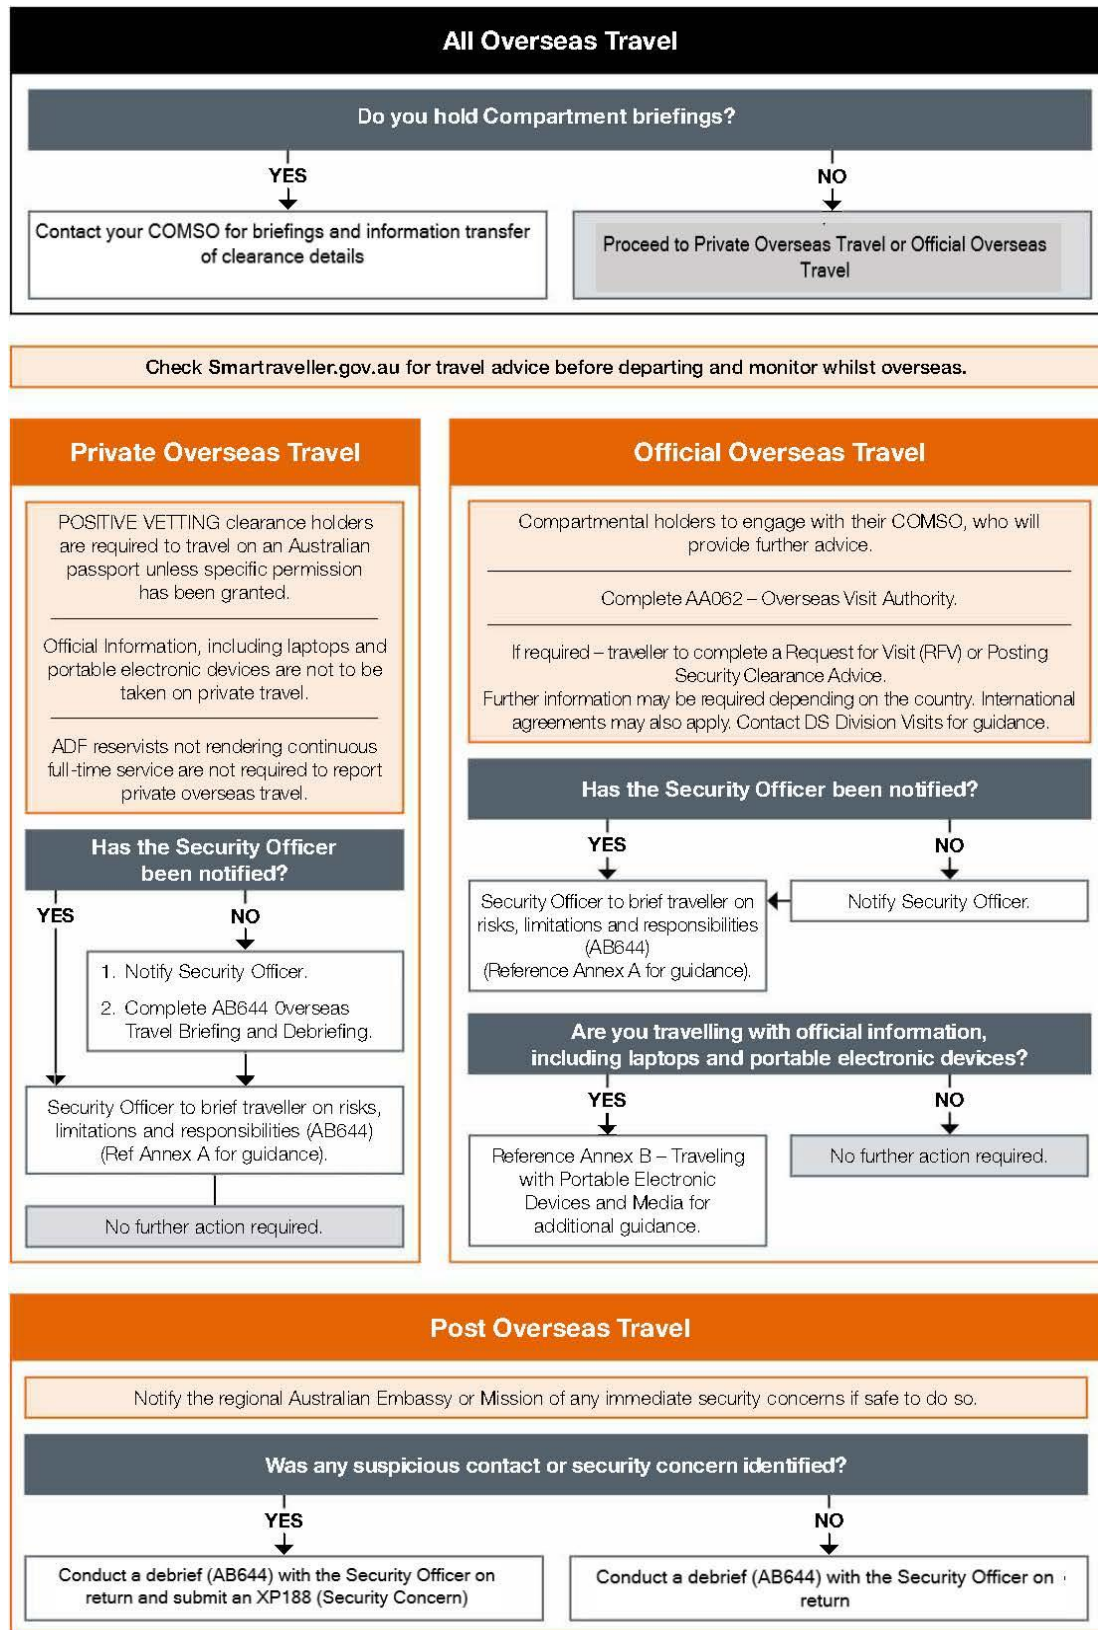 All Overseas Travel
Do you hold Compartment briefings?
YES
NO
Contact your COMSO for briefings and information transfer
of clearance details
Proceed to Private Overseas Travel or Official Overseas
Travel
Check Smartraveller.gov.au for travel advice before departing and monitor whilst overseas.
Private Overseas Travel
POSITIVE VETTING clearance holders
are required to travel on an Australian
passport unless specific permission
has been granted.
Official Information, including laptops and
portable electronic devices are not to be
taken on private travel.
ADF reservists not rendering continuous
full-time service are not required to report
private overseas travel.
Has the Security Officer
been notified?
YES
NO
1. Notify Security Officer.
2. Complete AB644 Overseas
Travel Briefing and Debriefing.
Security Officer to brief traveller on risks,
limitations and responsibilities (AB644)
(Ref Annex A for guidance).
No further action required.
Official Overseas Travel
Compartmental holders to engage with their COMSO, who will
provide further advice.
Complete AA062 – Overseas Visit Authority.
If required – traveller to complete a Request for Visit (RFV) or Posting
Security Clearance Advice.
Further information may be required depending on the country. International
agreements may also apply. Contact DS Division Visits for guidance.
Has the Security Officer been notified?
YES
NO
Security Officer to brief traveller on
risks, limitations and responsibilities
(AB644)
(Reference Annex A for guidance).
Notify Security Officer.
Are you travelling with official information,
including laptops and portable electronic devices?
YES
NO
Reference Annex B – Traveling
with Portable Electronic
Devices and Media for
additional guidance.
No further action required.
Post Overseas Travel
Notify the regional Australian Embassy or Mission of any immediate security concerns if safe to do so.
Was any suspicious contact or security concern identified?
YES
NO
Conduct a debrief (AB644) with the Security Officer on
return and submit an XP188 (Security Concern)
Conduct a debrief (AB644) with the Security Officer on
return